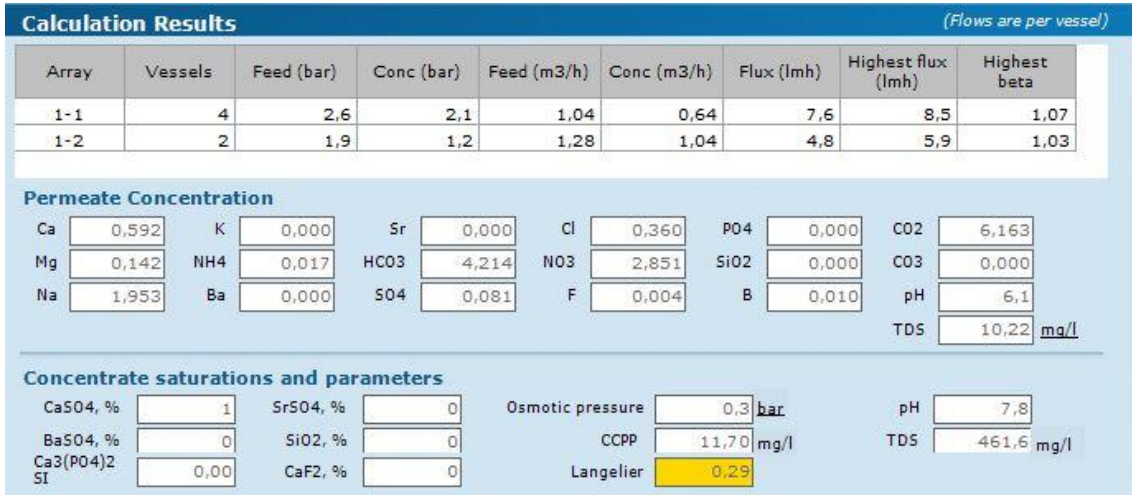 Calculation Results (Flows are per vessel)
Array Vessels Feed (bar) Conc (bar) Feed (m3/h) Conc (m3/h) Flux (lmh) Highest flux (lmh) Highest beta
1-1 4 2,6 2,1 1,04 0,64 7,6 8,5 1,07
1-2 2 1,9 1,2 1,28 1,04 4,8 5,9 1,03
Permeate Concentration
Ca 0,592 K 0,000 Sr 0,000 Cl 0,360 PO4 0,000 CO2 6,163
Mg 0,142 NH4 0,017 HCO3 4,214 NO3 2,851 SiO2 0,000 CO3 0,000
Na 1,953 Ba 0,000 SO4 0,081 F 0,004 B 0,010 pH 6,1
TDS 10,22 mg/l
Concentrate saturations and parameters
CaSO4, % 1 SrSO4, % 0 Osmotic pressure 0,3 bar pH 7,8
BaSO4, % 0 SiO2, % 0 CCPP 11,70 mg/l TDS 461,6 mg/l
Ca3(PO4)2 SI 0,00 CaF2, % 0 Langelier 0,29